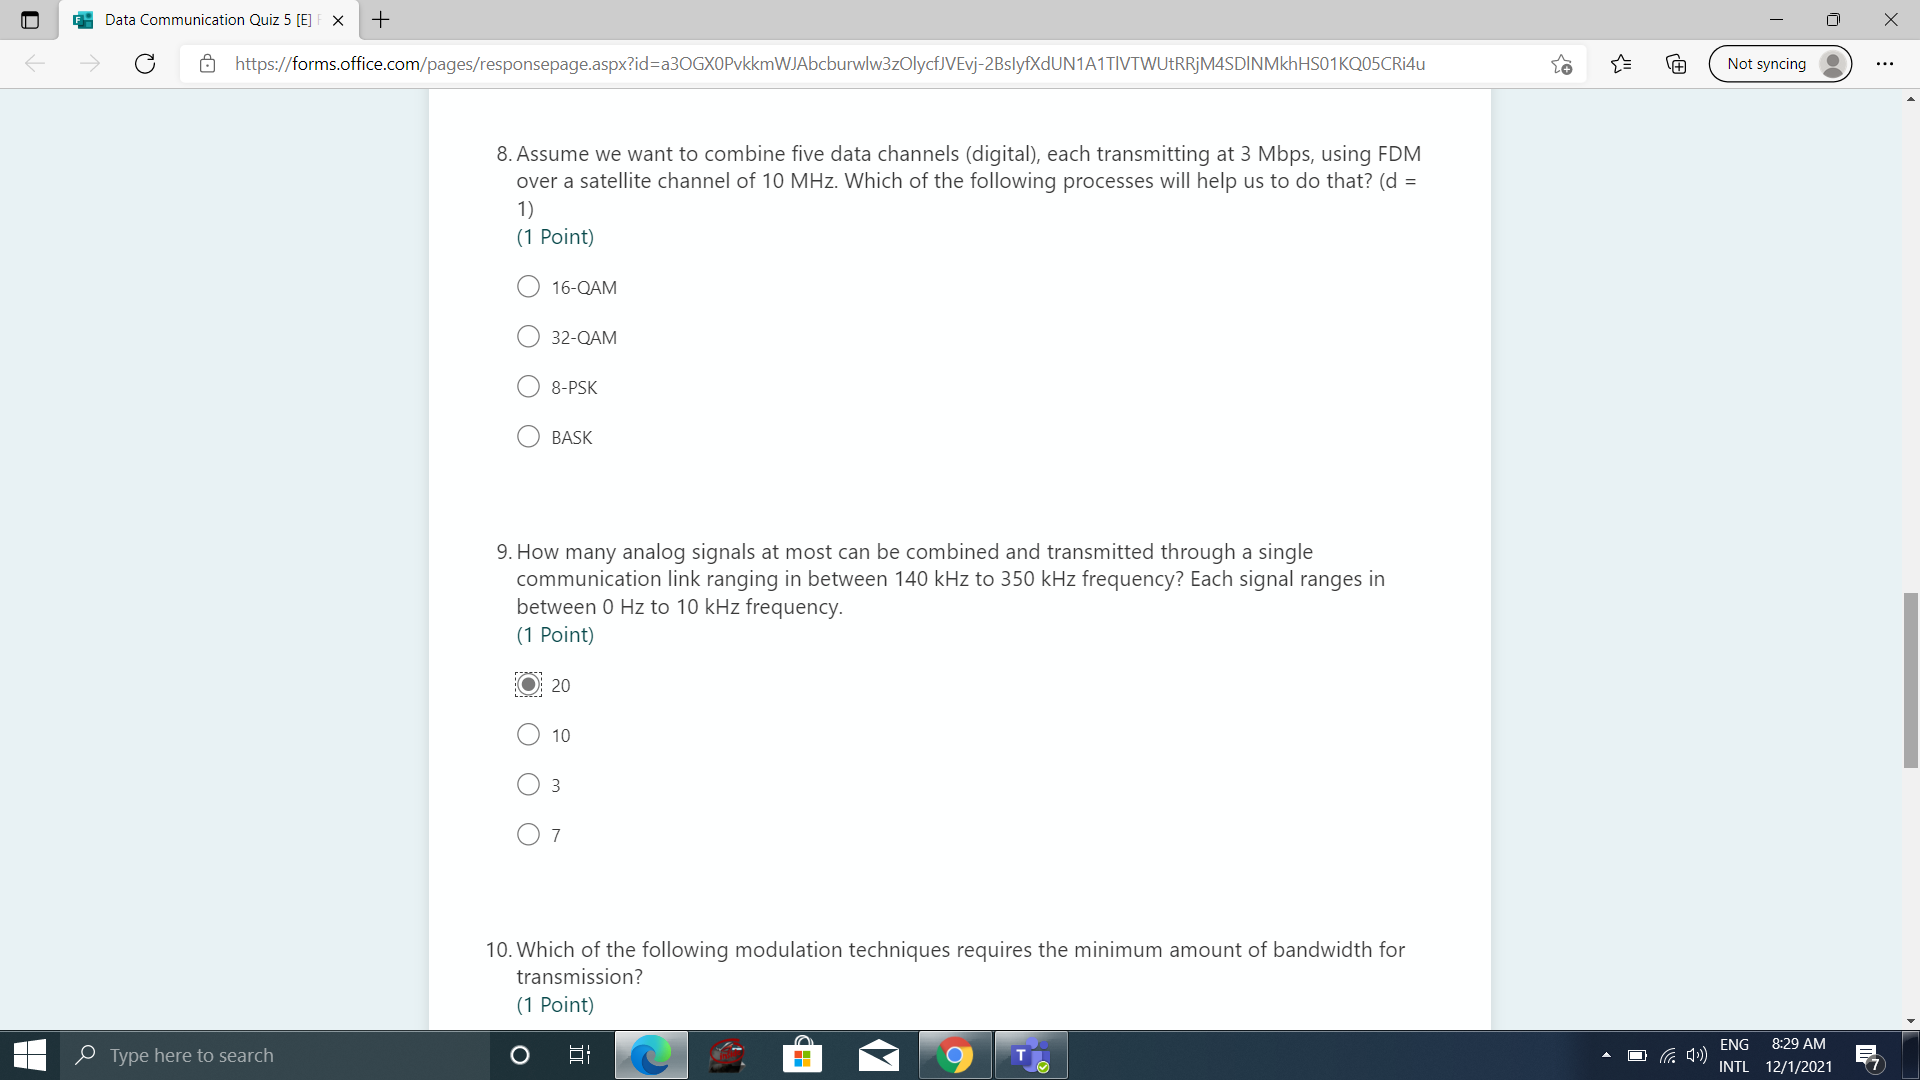 Data Communication Quiz 5 [E]
https://forms.office.com/pages/responsepage.aspx?id=a3OGX0PvkkmWJAbcburwlw3zOlycfJVEvj-2BslyfXdUN1A1TlVTWUtRRjM4SDlNMkhHS01KQ05CRi4u
Not syncing
8. Assume we want to combine five data channels (digital), each transmitting at 3 Mbps, using FDM
over a satellite channel of 10 MHz. Which of the following processes will help us to do that? (d =
1)
(1 Point)
16-QAM
32-QAM
8-PSK
BASK
9. How many analog signals at most can be combined and transmitted through a single
communication link ranging in between 140 kHz to 350 kHz frequency? Each signal ranges in
between 0 Hz to 10 kHz frequency.
(1 Point)
20
10
3
7
10. Which of the following modulation techniques requires the minimum amount of bandwidth for
transmission?
(1 Point)
Type here to search
ENG
INTL
8:29 AM
12/1/2021
7